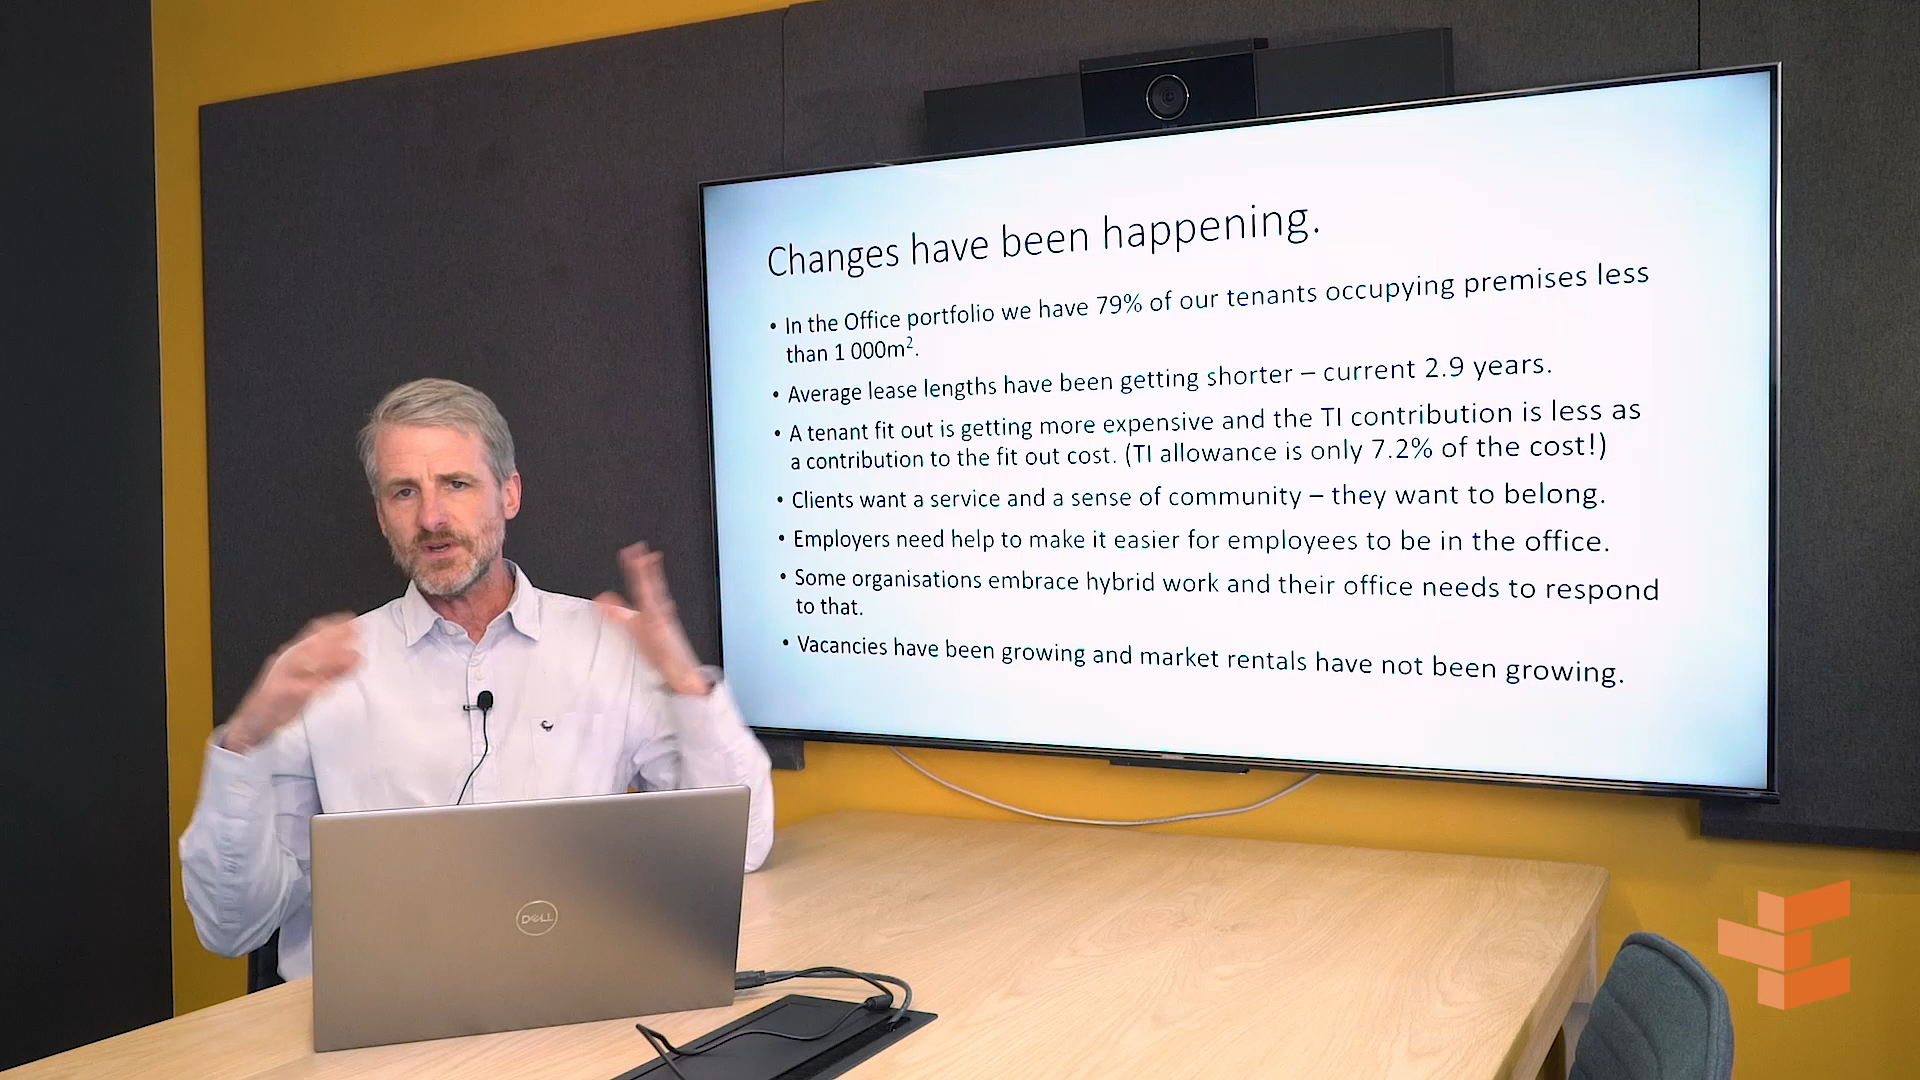 Changes have been happening.
• In the Office portfolio we have 79% of our tenants occupying premises less
than 1 000m².
• Average lease lengths have been getting shorter – current 2.9 years.
• A tenant fit out is getting more expensive and the TI contribution is less as
a contribution to the fit out cost. (TI allowance is only 7.2% of the cost!)
• Clients want a service and a sense of community – they want to belong.
• Employers need help to make it easier for employees to be in the office.
• Some organisations embrace hybrid work and their office needs to respond
to that.
• Vacancies have been growing and market rentals have not been growing.
DELL